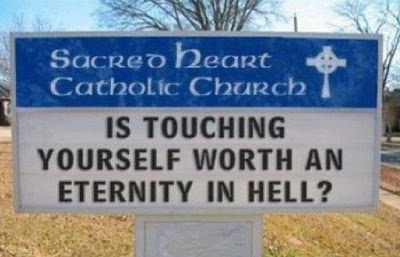 Sacred Heart
Catholic Church
IS TOUCHING
YOURSELF WORTH AN
ETERNITY IN HELL?